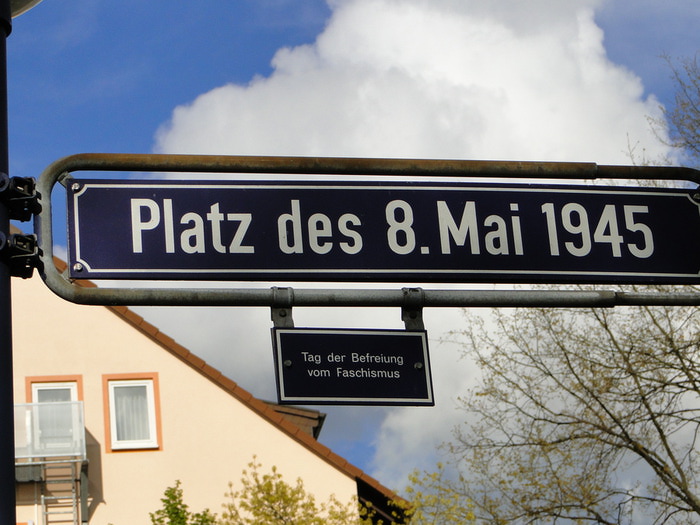 Platz des 8. Mai 1945
Tag der Befreiung
vom Faschismus